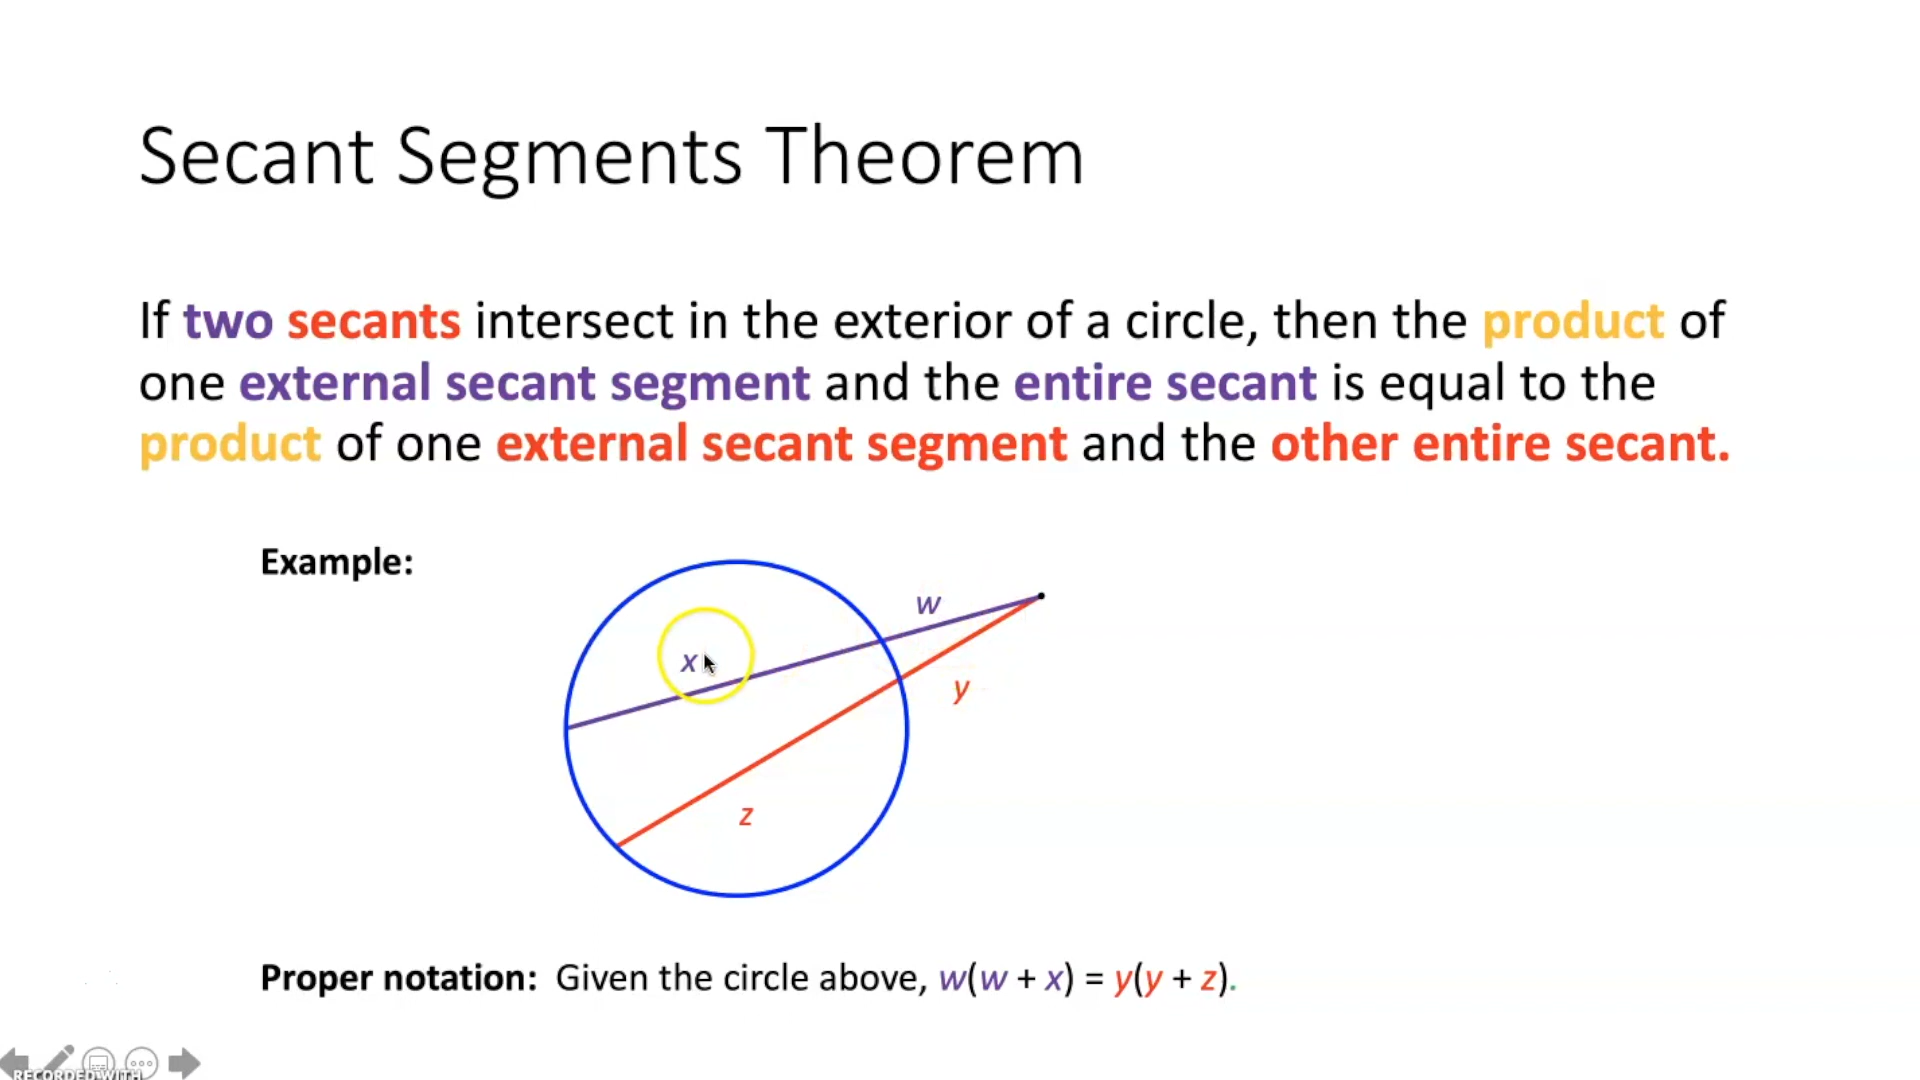 Secant Segments Theorem
If two secants intersect in the exterior of a circle, then the product of
one external secant segment and the entire secant is equal to the
product of one external secant segment and the other entire secant.
Example:
w
x
y
z
Proper notation: Given the circle above, w(w + x) = y(y + z).
RECORDED WITH